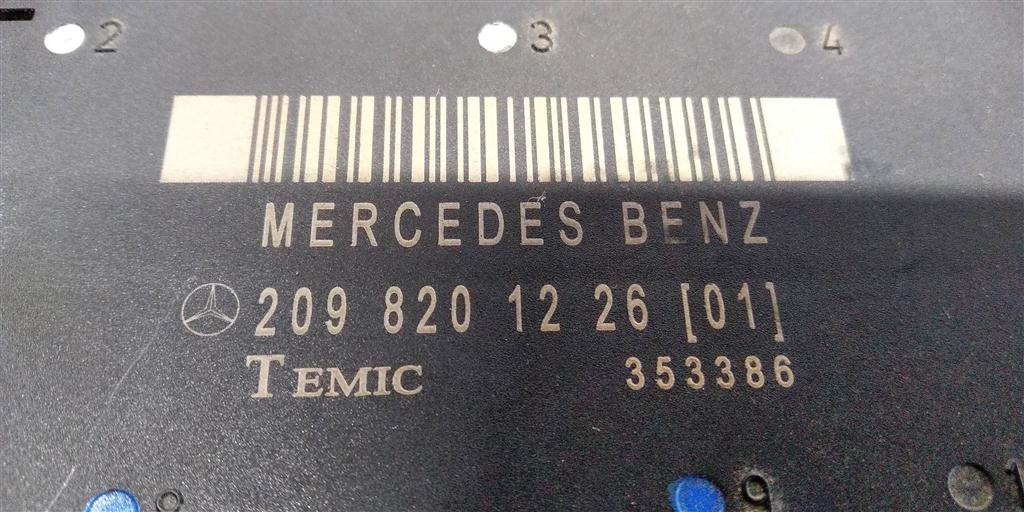 2 3 4
MERCEDES BENZ
209 820 12 26 [01]
TEMIC 353386
9